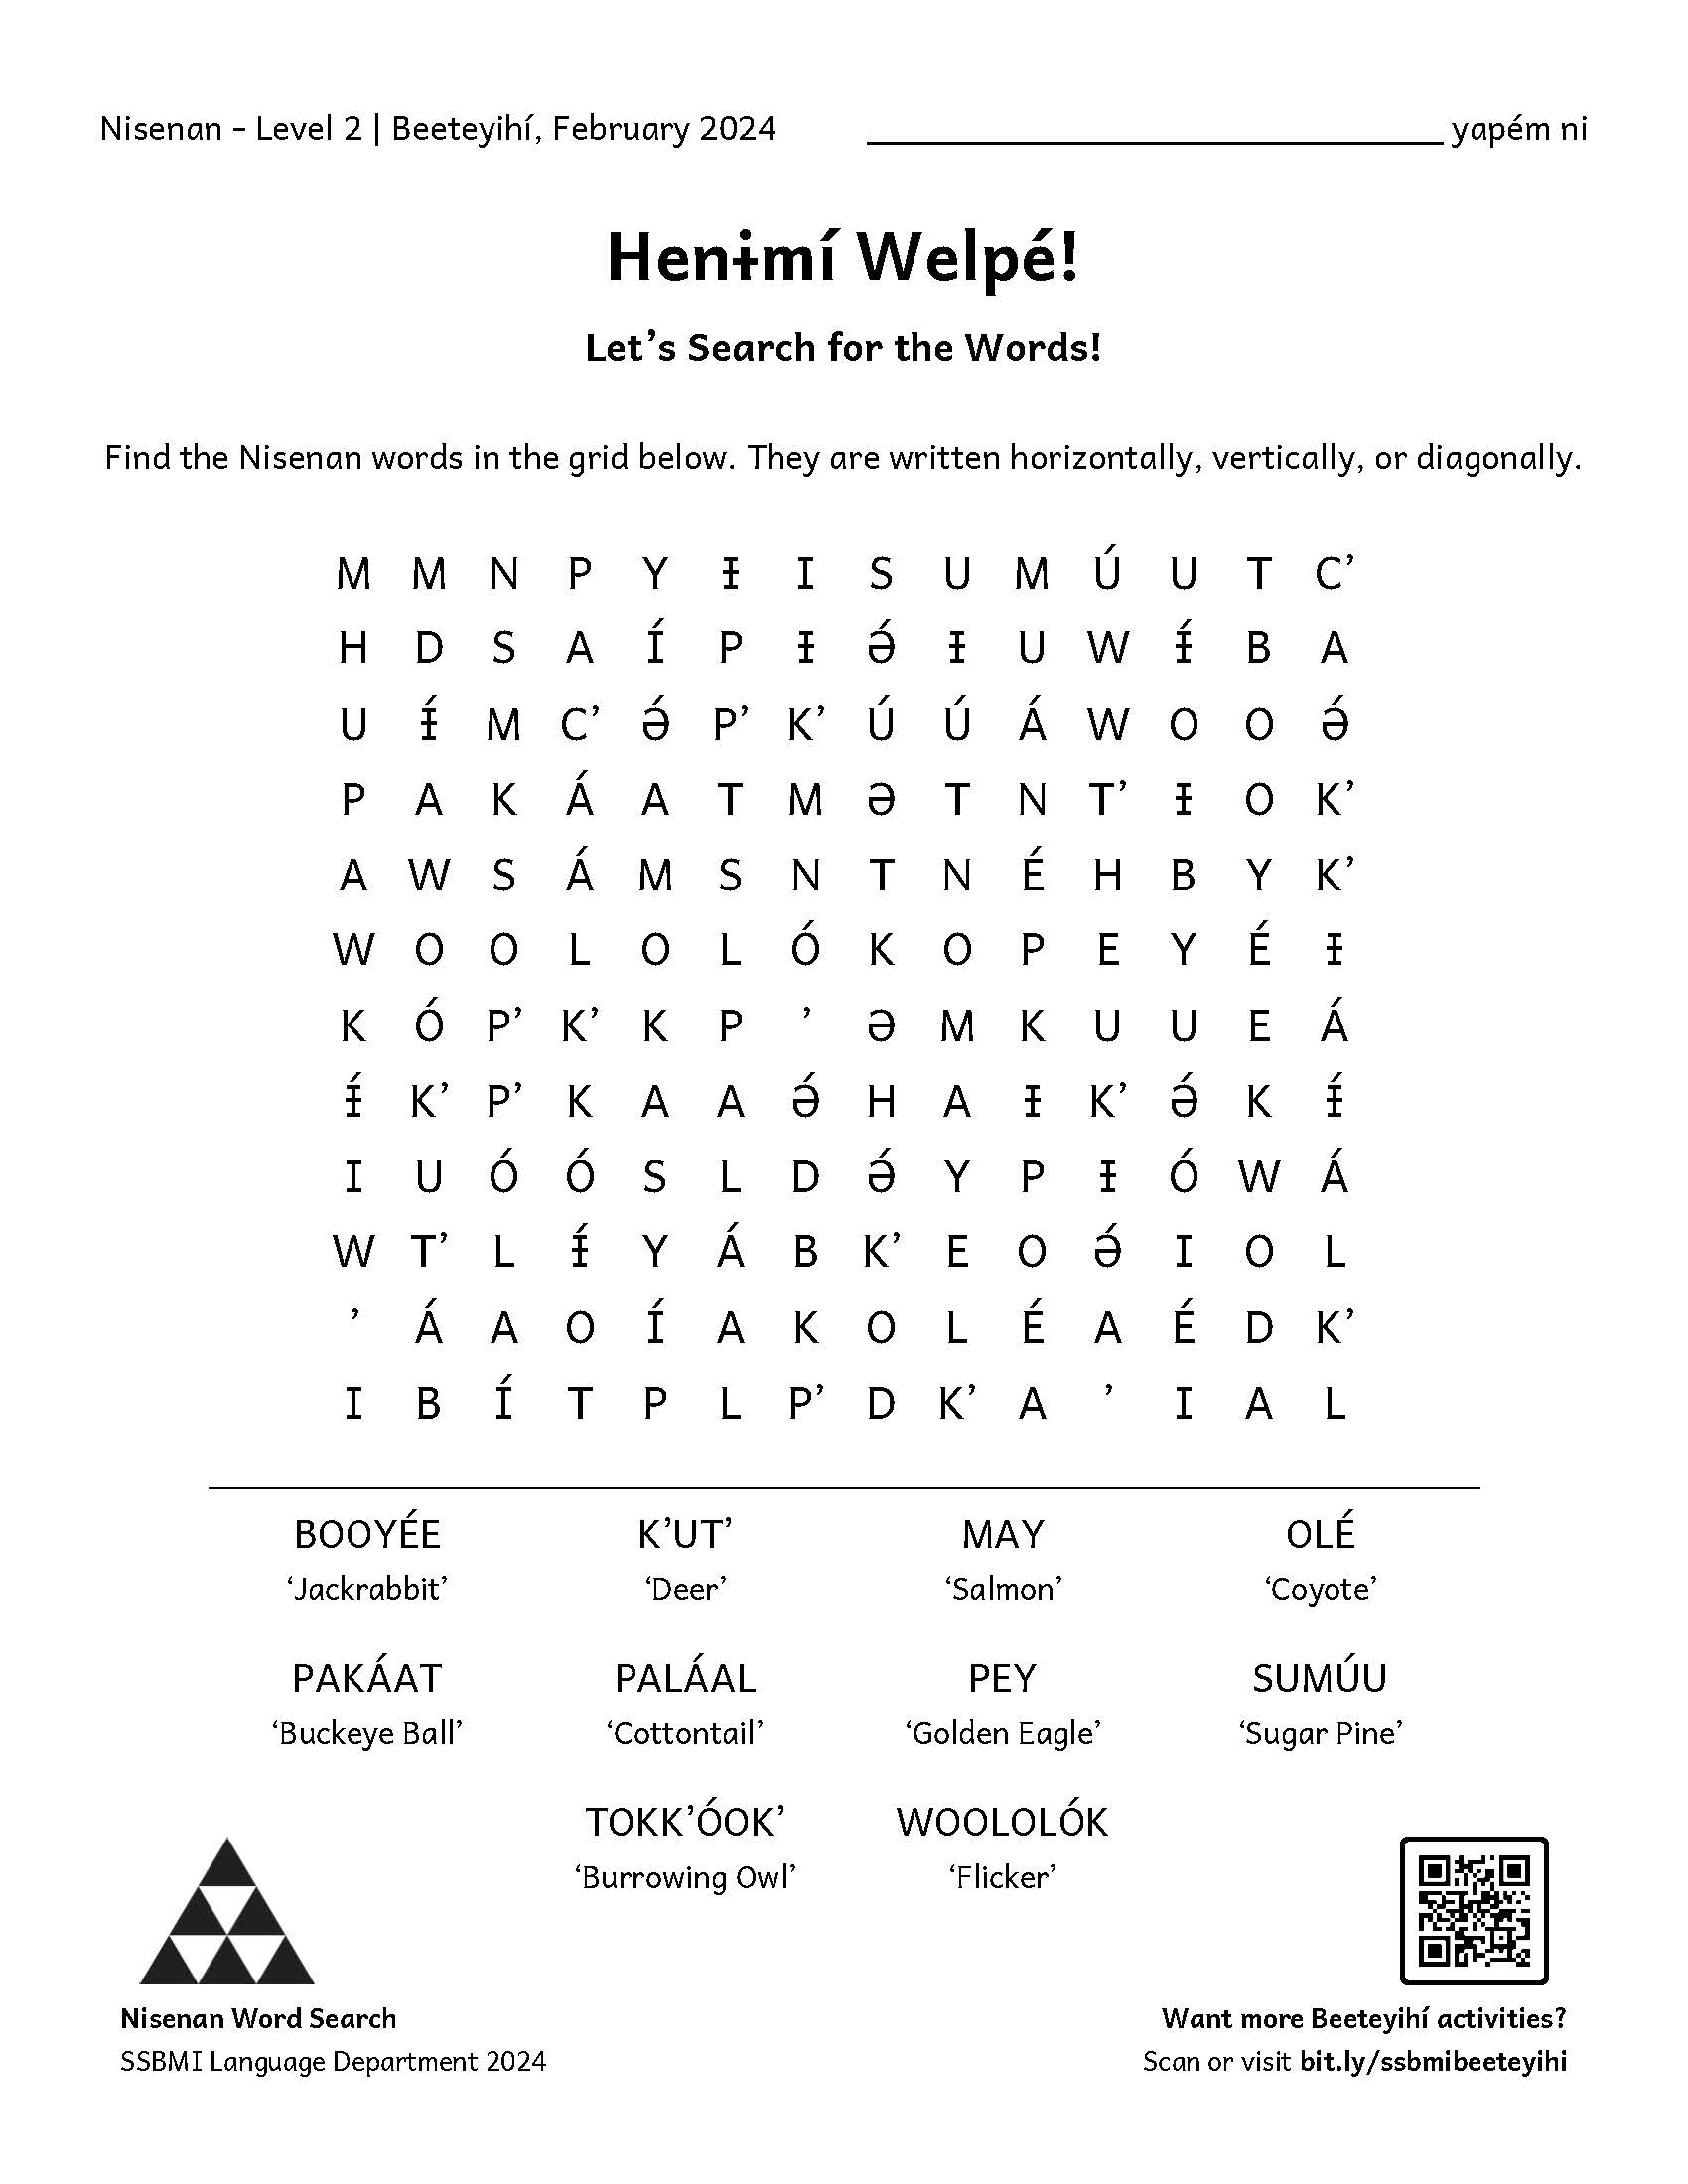 Nisenan – Level 2 | Beeteyihí, February 2024 ______________________________ yapém ni
Henɨmí Welpé!
Let’s Search for the Words!
Find the Nisenan words in the grid below. They are written horizontally, vertically, or diagonally.
M M N P Y Ɨ I S U M Ú U T C’
H D S A Í P Ɨ Ə́ Ɨ U W Ɨ́ B A
U Ɨ́ M C’ Ə́ P’ K’ Ú Ú Á W O O Ə́
P A K Á A T M Ə T N T’ Ɨ O K’
A W S Á M S N T N É H B Y K’
W O O L O L Ó K O P E Y É Ɨ
K Ó P’ K’ K P ’ Ə M K U U E Á
Ɨ́ K’ P’ K A A Ə́ H A Ɨ K’ Ə́ K Ɨ́
I U Ó Ó S L D Ə́ Y P Ɨ Ó W Á
W T’ L Ɨ́ Y Á B K’ E O Ə́ I O L
’ Á A O Í A K O L É A É D K’
I B Í T P L P’ D K’ A ’ I A L
BOOYÉE K’UT’ MAY OLÉ
‘Jackrabbit’ ‘Deer’ ‘Salmon’ ‘Coyote’
PAKÁAT PALÁAL PEY SUMÚU
‘Buckeye Ball’ ‘Cottontail’ ‘Golden Eagle’ ‘Sugar Pine’
TOKK’ÓOK’ WOOLOLÓK
‘Burrowing Owl’ ‘Flicker’
Nisenan Word Search
SSBMI Language Department 2024
Want more Beeteyihí activities?
Scan or visit bit.ly/ssbmibeeteyihi